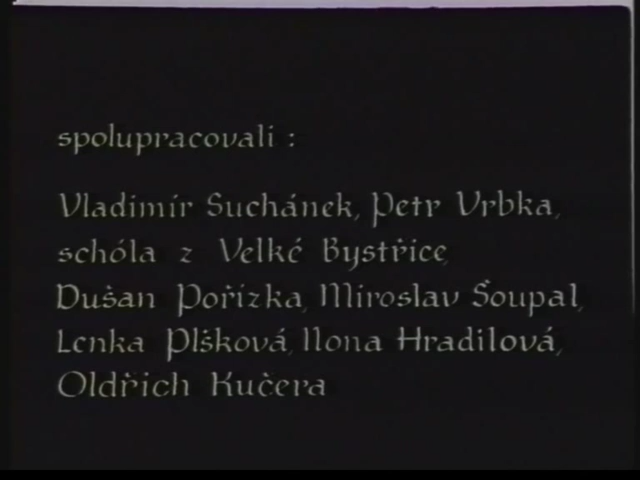 spolupracovali :
Vladimír Suchánek, Petr Vrbka,
schóla z Velké Bystřice
Dušan Pořízka, Miroslav Šoupal,
Lenka Plšková, Ilona Hradilová,
Oldřich Kučera